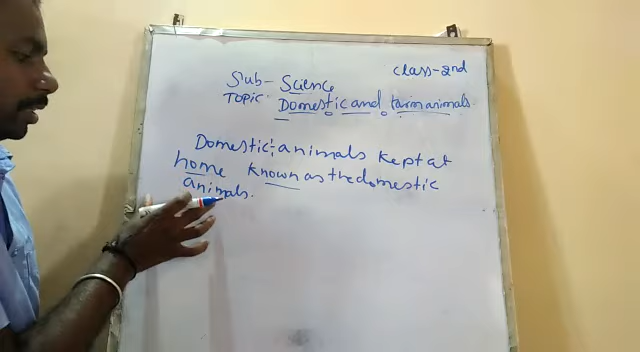 class-2nd
Sub- Science
TOPIC: Domestic and farm animals.
Domestic:- animals kept at
home known as the domestic
animals.